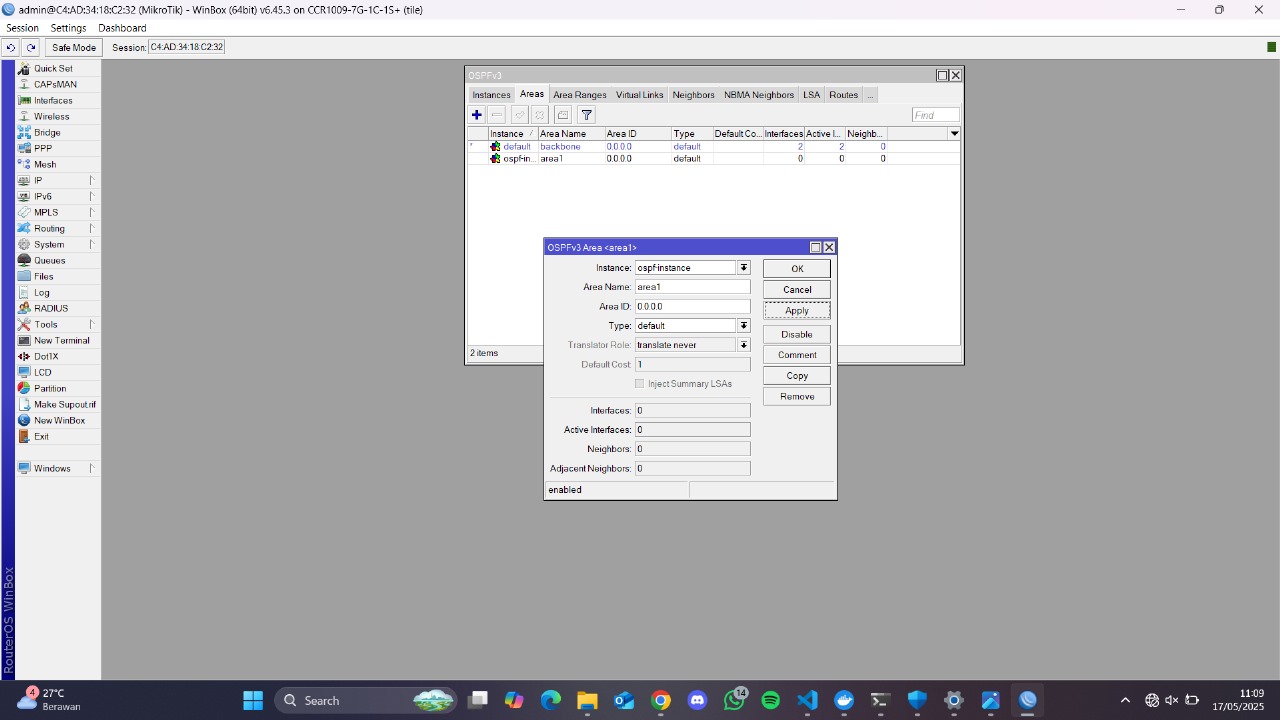 admin@C4:AD:34:18:C2:32 (MikroTik) - WinBox (64bit) v6.45.3 on CCR1009-7G-1C-1S+ (tile)
Session Settings Dashboard
Safe Mode Session: C4:AD:34:18:C2:32
Quick Set
CAPsMAN
Interfaces
Wireless
Bridge
PPP
Mesh
IP
IPv6
MPLS
Routing
System
Queues
Files
Log
RADIUS
Tools
New Terminal
Dot1X
LCD
Partition
Make Supout.rif
New WinBox
Exit
Windows
RouterOS WinBox
OSPFv3
Instances Areas Area Ranges Virtual Links Neighbors NBMA Neighbors LSA Routes ...
Find
Instance Area Name Area ID Type Default Co... Interfaces Active I... Neighb...
* default backbone 0.0.0.0 default 2 2 0
ospf-in... area1 0.0.0.0 default 0 0 0
2 items
OSPFv3 Area <area1>
Instance: ospf-instance
Area Name: area1
Area ID: 0.0.0.0
Type: default
Translator Role: translate never
Default Cost: 1
Inject Summary LSAs
Interfaces: 0
Active Interfaces: 0
Neighbors: 0
Adjacent Neighbors: 0
enabled
OK
Cancel
Apply
Disable
Comment
Copy
Remove
4
27°C
Berawan
Search
14
11:09
17/05/2025